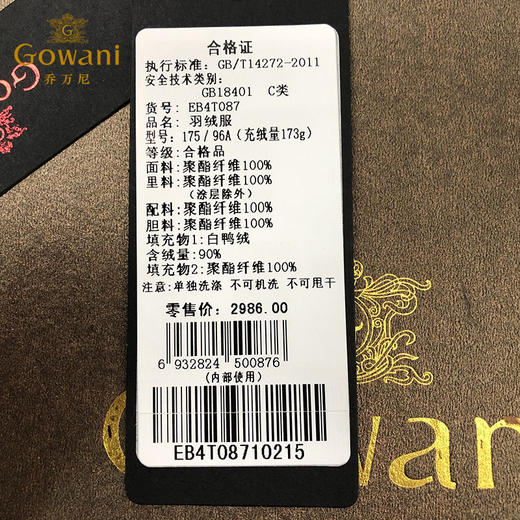 Gowani
乔万尼
合格证
执行标准: GB/T14272-2011
安全技术类别:
GB18401 C类
货号: EB4T087
品名: 羽绒服
型号: 175/96A(充绒量173g)
等级:合格品
面料:聚酯纤维100%
里料:聚酯纤维100%
(涂层除外)
配料:聚酯纤维100%
胆料:聚酯纤维100%
填充物1:白鸭绒
含绒量:90%
填充物2:聚酯纤维100%
注意:单独洗涤 不可机洗 不可甩干
零售价: 2986.00
6 932824 500876
(内部使用)
EB4T08710215
Gowan